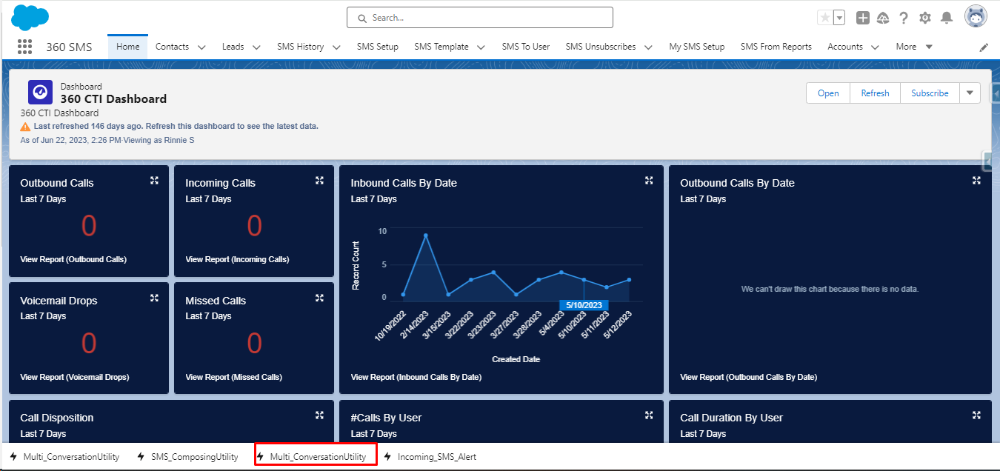 Search...
360 SMS
Home
Contacts
Leads
SMS History
SMS Setup
SMS Template
SMS To User
SMS Unsubscribes
My SMS Setup
SMS From Reports
Accounts
More
Dashboard
360 CTI Dashboard
360 CTI Dashboard
Last refreshed 146 days ago. Refresh this dashboard to see the latest data.
As of Jun 22, 2023, 2:26 PM·Viewing as Rinnie S
Open
Refresh
Subscribe
Outbound Calls
Last 7 Days
0
View Report (Outbound Calls)
Incoming Calls
Last 7 Days
0
View Report (Incoming Calls)
Inbound Calls By Date
Last 7 Days
Record Count
10
5
0
5/10/2023
10/19/2022
2/14/2023
3/15/2023
3/22/2023
3/23/2023
3/27/2023
3/28/2023
5/4/2023
5/10/2023
5/11/2023
5/12/2023
Created Date
View Report (Inbound Calls By Date)
Outbound Calls By Date
Last 7 Days
We can't draw this chart because there is no data.
View Report (Outbound Calls By Date)
Voicemail Drops
Last 7 Days
0
View Report (Voicemail Drops)
Missed Calls
Last 7 Days
0
View Report (Missed Calls)
Call Disposition
Last 7 Days
#Calls By User
Last 7 Days
Call Duration By User
Last 7 Days
Multi_ConversationUtility
SMS_ComposingUtility
Multi_ConversationUtility
Incoming_SMS_Alert